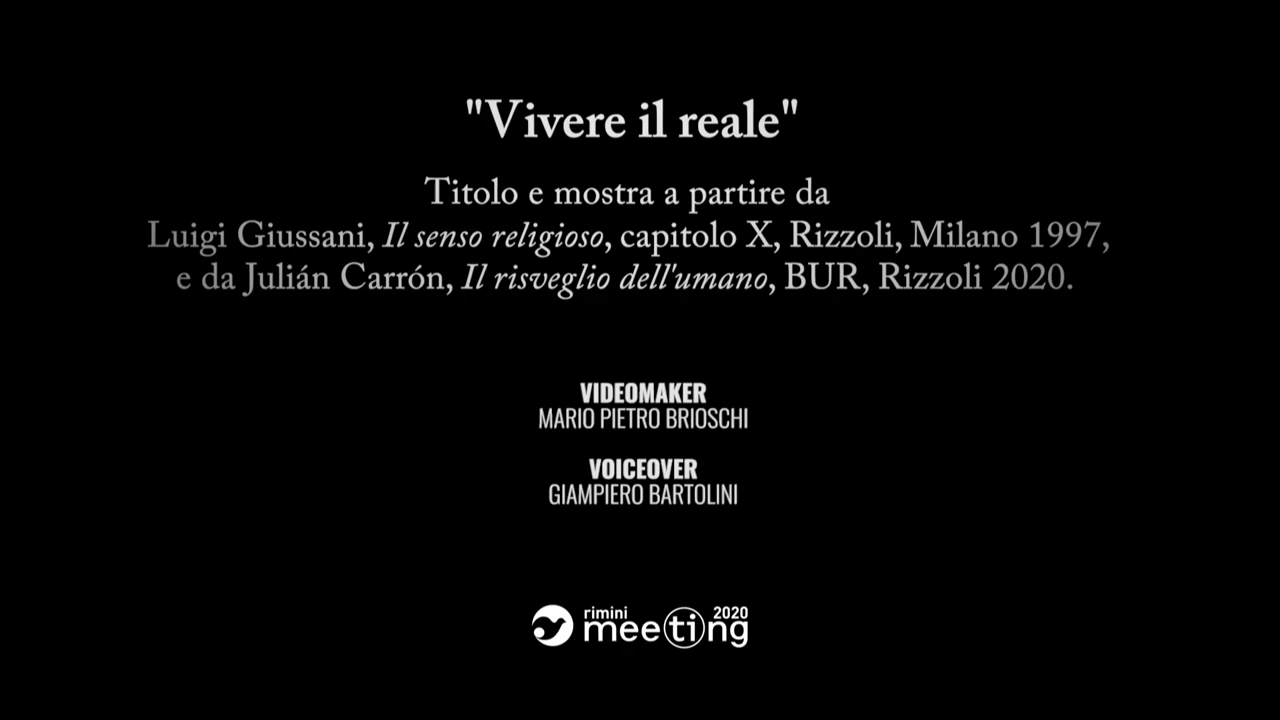 "Vivere il reale"
Titolo e mostra a partire da
Luigi Giussani, Il senso religioso, capitolo X, Rizzoli, Milano 1997,
e da Julián Carrón, Il risveglio dell'umano, BUR, Rizzoli 2020.
VIDEOMAKER
MARIO PIETRO BRIOSCHI
VOICEOVER
GIAMPIERO BARTOLINI
rimini 2020
meeting